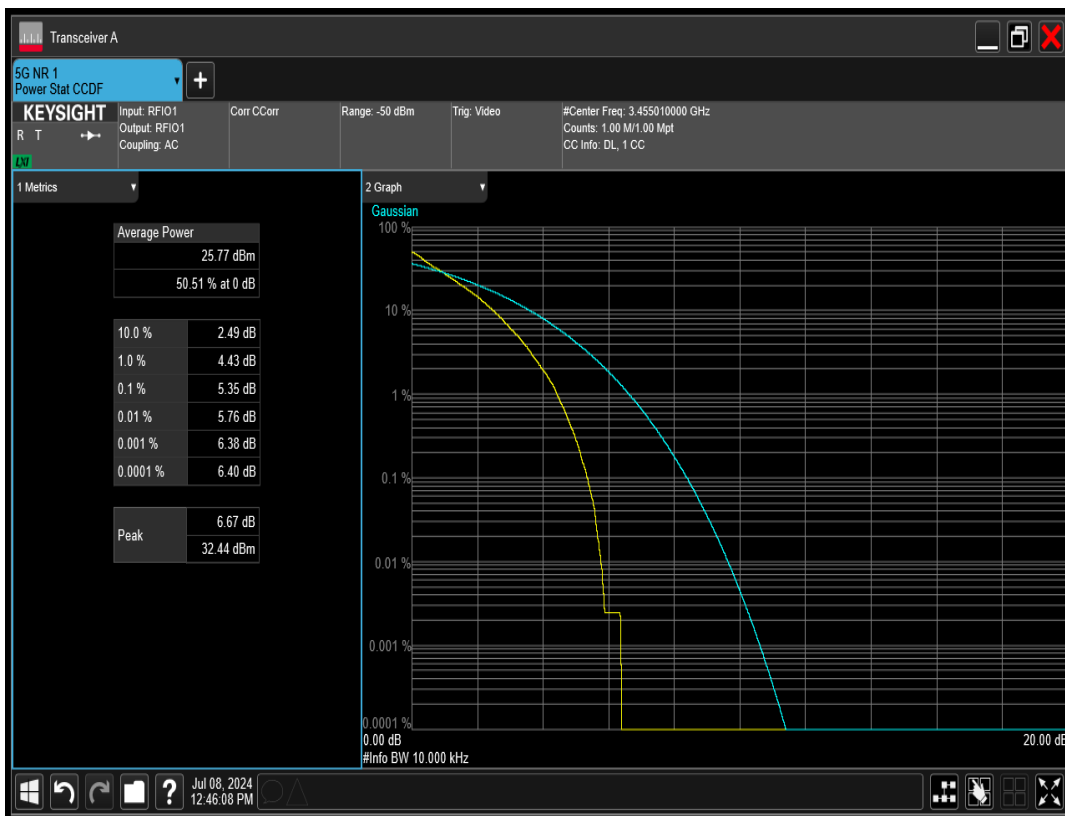 Transceiver A
5G NR 1
Power Stat CCDF
+
KEYSIGHT
R T
LXI
Input: RFIO1
Output: RFIO1
Coupling: AC
Corr CCorr
Range: -50 dBm
Trig: Video
#Center Freq: 3.455010000 GHz
Counts: 1.00 M/1.00 Mpt
CC Info: DL, 1 CC
1 Metrics
Average Power
25.77 dBm
50.51 % at 0 dB
10.0 % 2.49 dB
1.0 % 4.43 dB
0.1 % 5.35 dB
0.01 % 5.76 dB
0.001 % 6.38 dB
0.0001 % 6.40 dB
Peak 6.67 dB
32.44 dBm
2 Graph
Gaussian
100 %
10 %
1 %
0.1 %
0.01 %
0.001 %
0.0001 %
0.00 dB 20.00 dB
#Info BW 10.000 kHz
?
Jul 08, 2024
12:46:08 PM